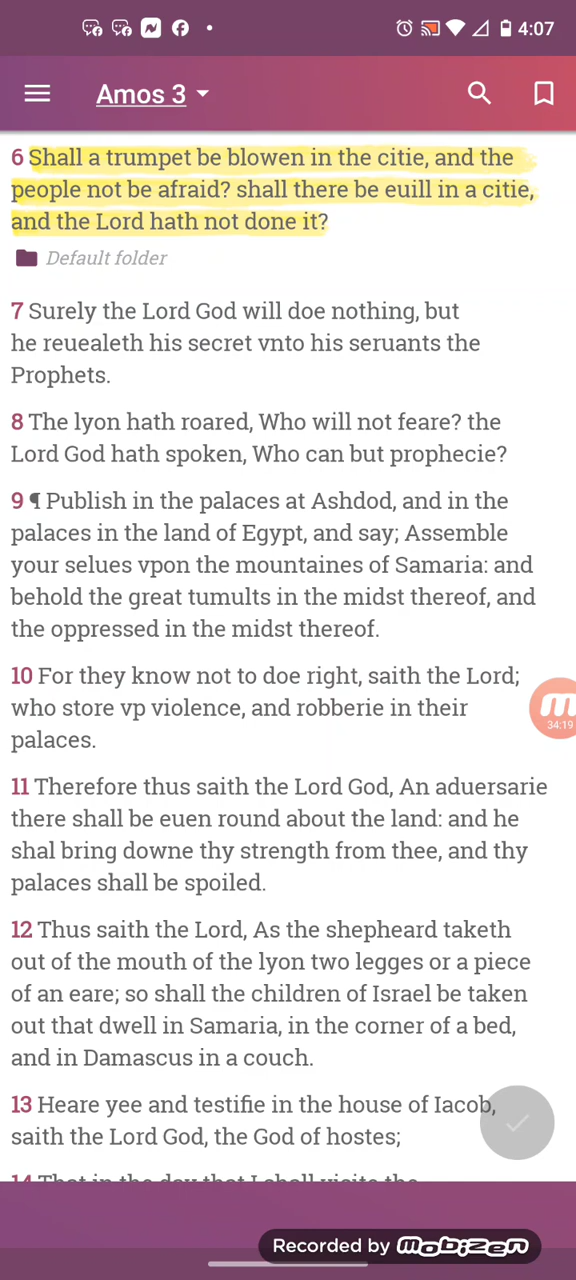 4:07
Amos 3
6 Shall a trumpet be blowen in the citie, and the
people not be afraid? shall there be euill in a citie,
and the Lord hath not done it?
Default folder
7 Surely the Lord God will doe nothing, but
he reuealeth his secret vnto his seruants the
Prophets.
8 The lyon hath roared, Who will not feare? the
Lord God hath spoken, Who can but prophecie?
9 ¶ Publish in the palaces at Ashdod, and in the
palaces in the land of Egypt, and say; Assemble
your selues vpon the mountaines of Samaria: and
behold the great tumults in the midst thereof, and
the oppressed in the midst thereof.
10 For they know not to doe right, saith the Lord;
who store vp violence, and robberie in their
palaces.
34:19
11 Therefore thus saith the Lord God, An aduersarie
there shall be euen round about the land: and he
shal bring downe thy strength from thee, and thy
palaces shall be spoiled.
12 Thus saith the Lord, As the shepheard taketh
out of the mouth of the lyon two legges or a piece
of an eare; so shall the children of Israel be taken
out that dwell in Samaria, in the corner of a bed,
and in Damascus in a couch.
13 Heare yee and testifie in the house of Iacob,
saith the Lord God, the God of hostes;
14 That in the day that I shall visite the
Recorded by mobizen